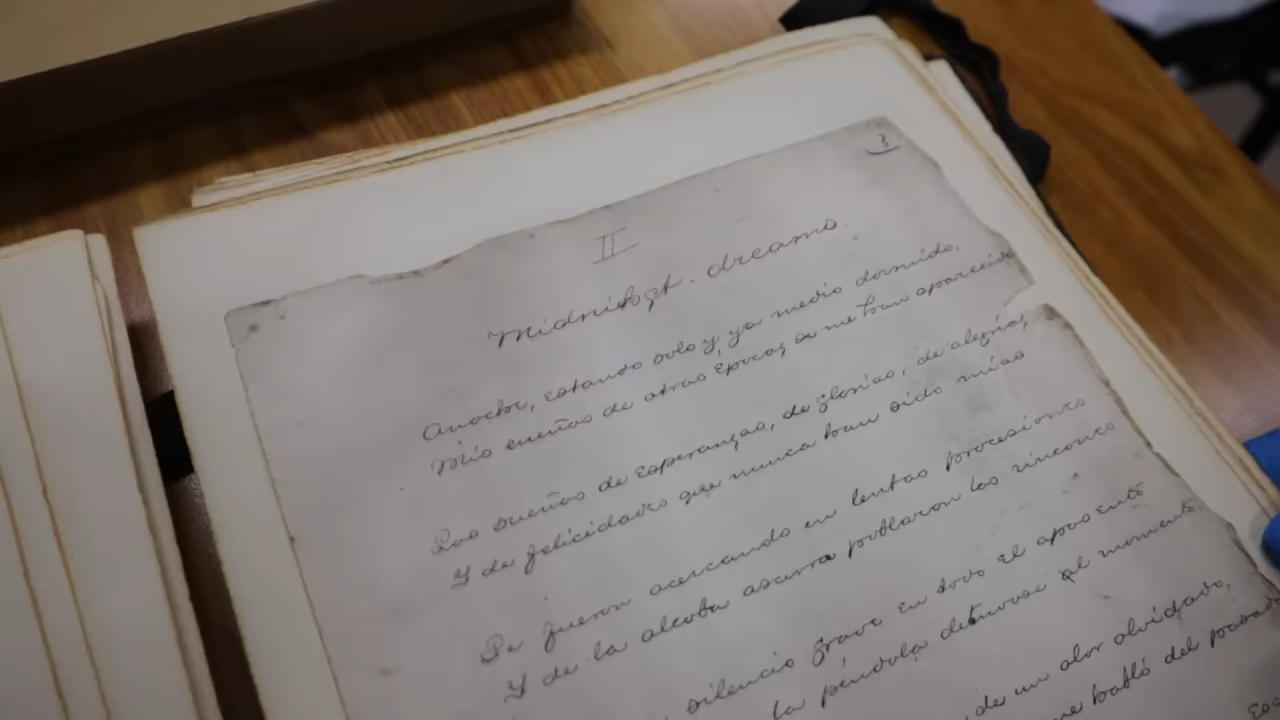 3
II
Midnight. dreams.
Anoche, estando solo y ya medio dormido,
Mis sueños de otras épocas se me han aparecido
Los sueños de esperanzas, de glorias, de alegrías
Y de felicidades que nunca han sido mías
Se fueron acercando en lentas procesiones
Y de la alcoba oscura poblaron los rincones
silencio grave en todo el aposento
la péndola detúvose al momento.
de un olor olvidado,
me habló del pasado